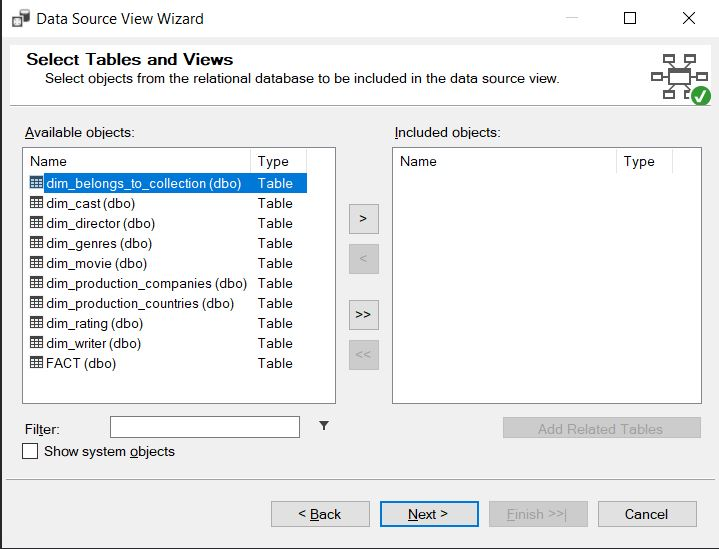 Data Source View Wizard
Select Tables and Views
Select objects from the relational database to be included in the data source view.
Available objects:
Name Type
dim_belongs_to_collection (dbo) Table
dim_cast (dbo) Table
dim_director (dbo) Table
dim_genres (dbo) Table
dim_movie (dbo) Table
dim_production_companies (dbo) Table
dim_production_countries (dbo) Table
dim_rating (dbo) Table
dim_writer (dbo) Table
FACT (dbo) Table
>
<
>>
<<
Included objects:
Name Type
Filter:
Add Related Tables
Show system objects
< Back Next > Finish >>| Cancel